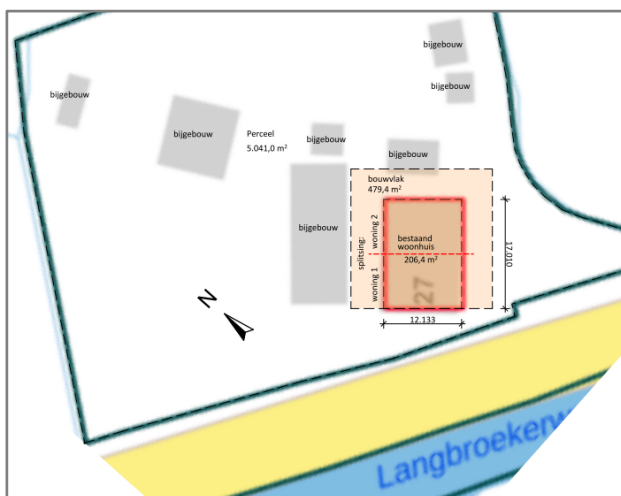 bijgebouw
bijgebouw
bijgebouw
bijgebouw
Perceel
5.041,0 m²
bijgebouw
bijgebouw
bijgebouw
bouwvlak
479,4 m²
splitsing:
woning 2
woning 1
bestaand
woonhuis
206,4 m²
27
17.010
12.133
N
Langbroekerw